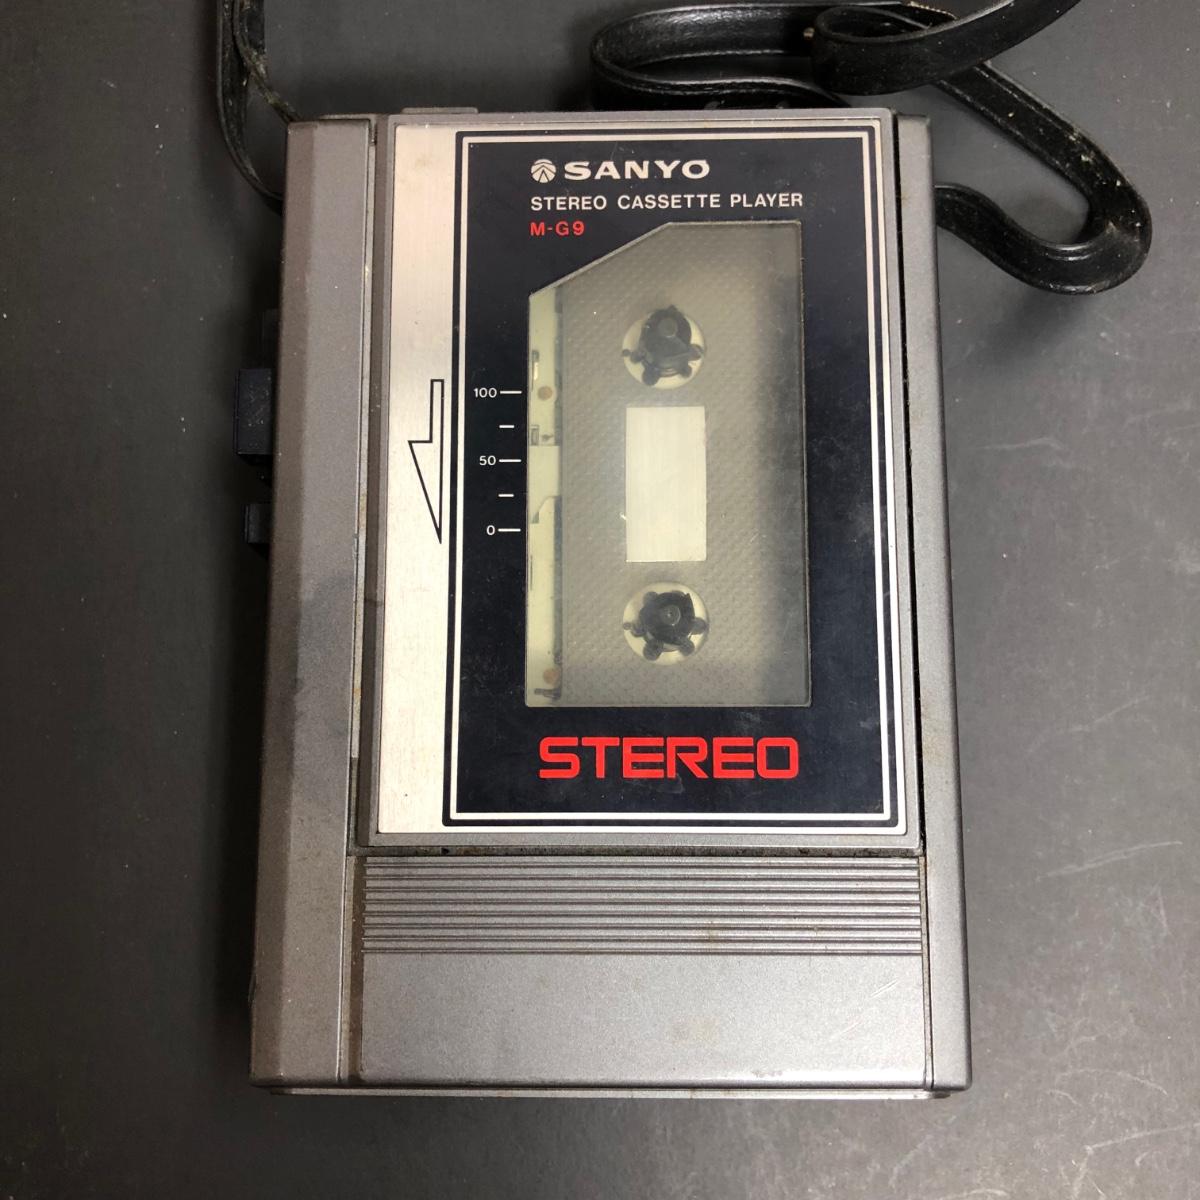 SANYO
STEREO CASSETTE PLAYER
M-G9
100
50
0
STEREO